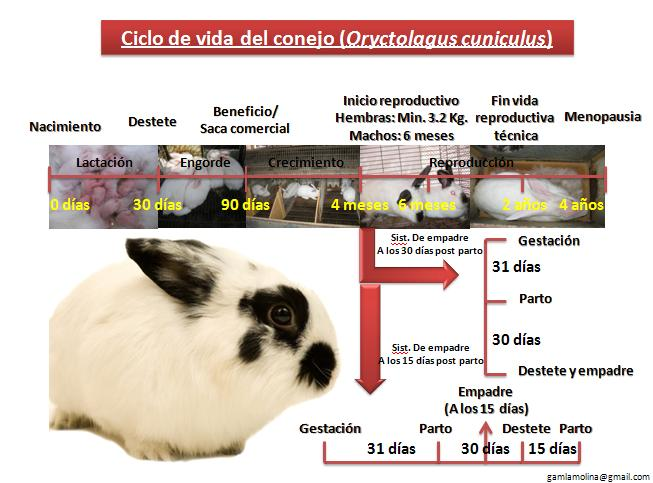 Ciclo de vida del conejo (Oryctolagus cuniculus)
Nacimiento
Destete
Beneficio/
Saca comercial
Inicio reproductivo
Hembras: Min. 3.2 Kg.
Machos: 6 meses
Fin vida
reproductiva
técnica
Menopausia
Lactación
Engorde
Crecimiento
Reproducción
0 días
30 días
90 días
4 meses
6 meses
2 años
4 años
Sist. De empadre
A los 30 días post parto
Gestación
31 días
Parto
30 días
Destete y empadre
Sist. De empadre
A los 15 días post parto
Empadre
(A los 15 días)
Gestación
Parto
Destete
Parto
31 días
30 días
15 días
gamlamolina@gmail.com